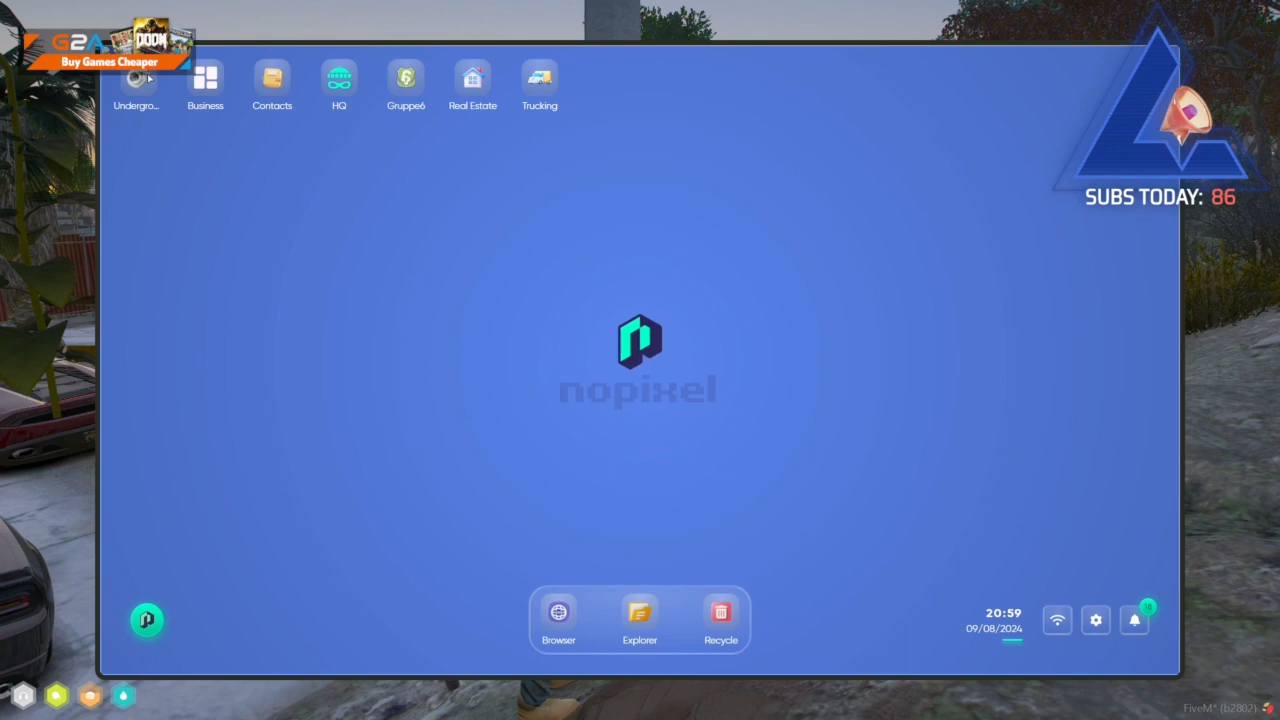 G2A
DOOM
Buy Games Cheaper
Undergro...
Business
Contacts
HQ
Gruppe6
Real Estate
Trucking
SUBS TODAY: 86
nopixel
Browser
Explorer
Recycle
20:59
09/08/2024
FiveM* (b2802)